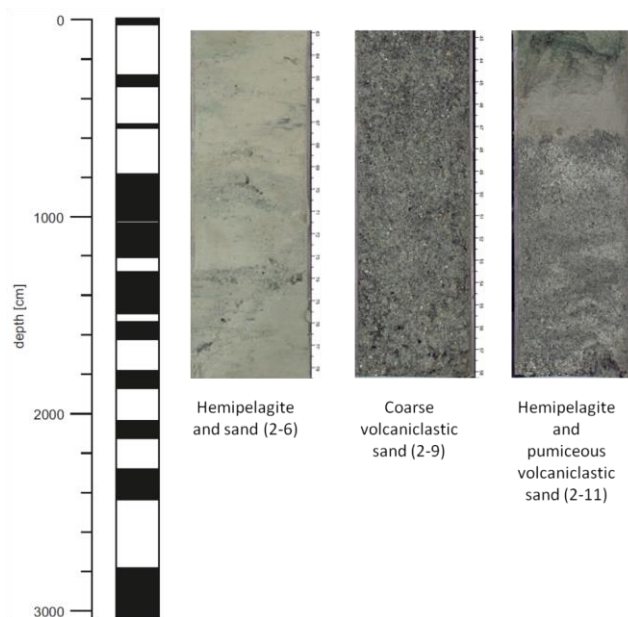 0
1000
2000
3000
depth [cm]
Hemipelagite
and sand (2-6)
Coarse
volcaniclastic
sand (2-9)
Hemipelagite
and
pumiceous
volcaniclastic
sand (2-11)